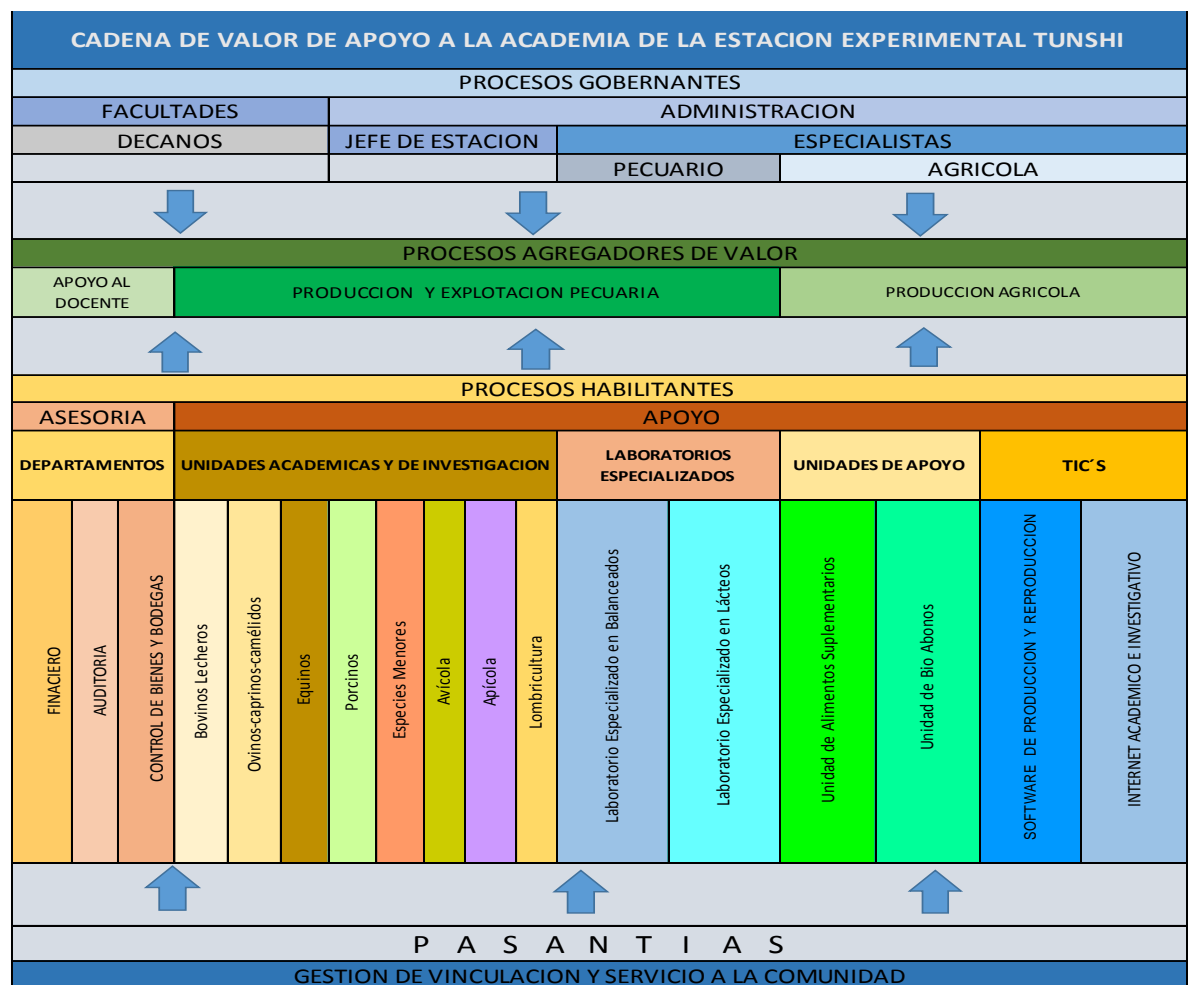 CADENA DE VALOR DE APOYO A LA ACADEMIA DE LA ESTACION EXPERIMENTAL TUNSHI
PROCESOS GOBERNANTES
FACULTADES
ADMINISTRACION
DECANOS
JEFE DE ESTACION
ESPECIALISTAS
PECUARIO
AGRICOLA
PROCESOS AGREGADORES DE VALOR
APOYO AL
DOCENTE
PRODUCCION Y EXPLOTACION PECUARIA
PRODUCCION AGRICOLA
PROCESOS HABILITANTES
ASESORIA
APOYO
DEPARTAMENTOS
UNIDADES ACADEMICAS Y DE INVESTIGACION
LABORATORIOS
ESPECIALIZADOS
UNIDADES DE APOYO
TIC´S
FINACIERO
AUDITORIA
CONTROL DE BIENES Y BODEGAS
Bovinos Lecheros
Ovinos-caprinos-camélidos
Equinos
Porcinos
Especies Menores
Avícola
Apícola
Lombricultura
Laboratorio Especializado en Balanceados
Laboratorio Especializado en Lácteos
Unidad de Alimentos Suplementarios
Unidad de Bio Abonos
SOFTWARE DE PRODUCCION Y REPRODUCCION
INTERNET ACADEMICO E INVESTIGATIVO
P A S A N T I A S
GESTION DE VINCULACION Y SERVICIO A LA COMUNIDAD